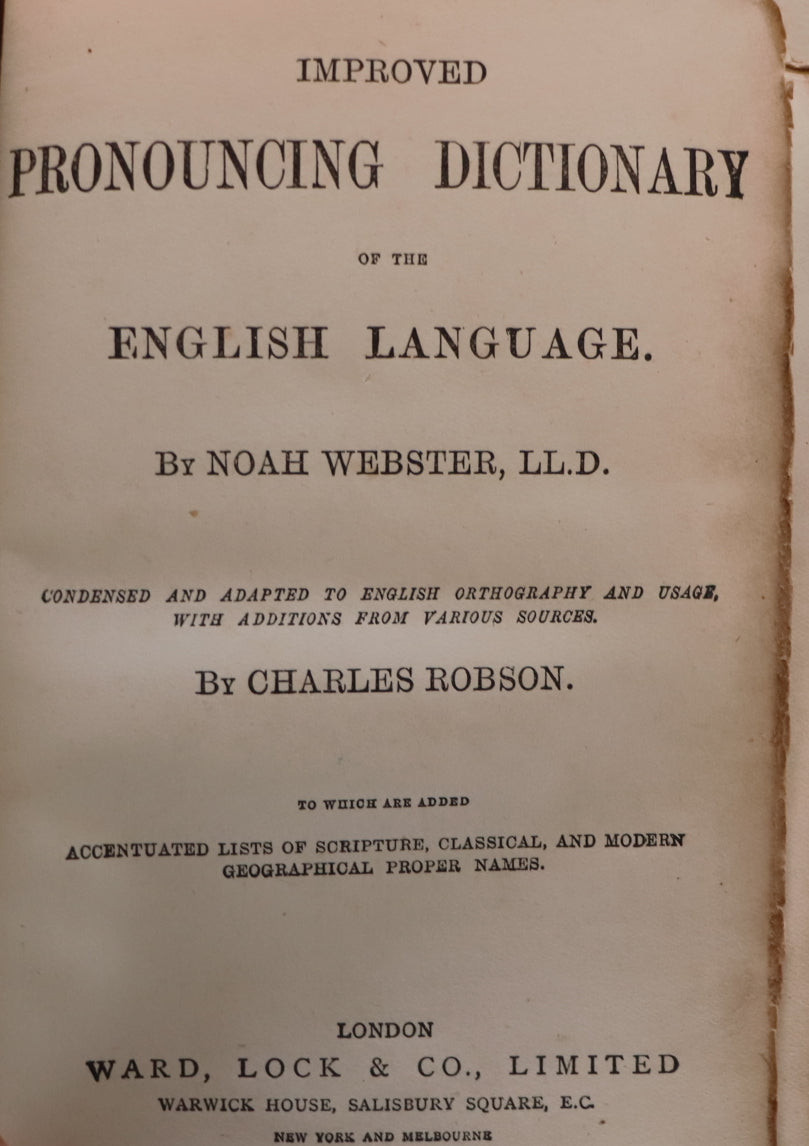 IMPROVED
PRONOUNCING DICTIONARY
OF THE
ENGLISH LANGUAGE.
By NOAH WEBSTER, LL.D.
CONDENSED AND ADAPTED TO ENGLISH ORTHOGRAPHY AND USAGE,
WITH ADDITIONS FROM VARIOUS SOURCES.
By CHARLES ROBSON.
TO WHICH ARE ADDED
ACCENTUATED LISTS OF SCRIPTURE, CLASSICAL, AND MODERN
GEOGRAPHICAL PROPER NAMES.
LONDON
WARD, LOCK & CO., LIMITED
WARWICK HOUSE, SALISBURY SQUARE, E.C.
NEW YORK AND MELBOURNE